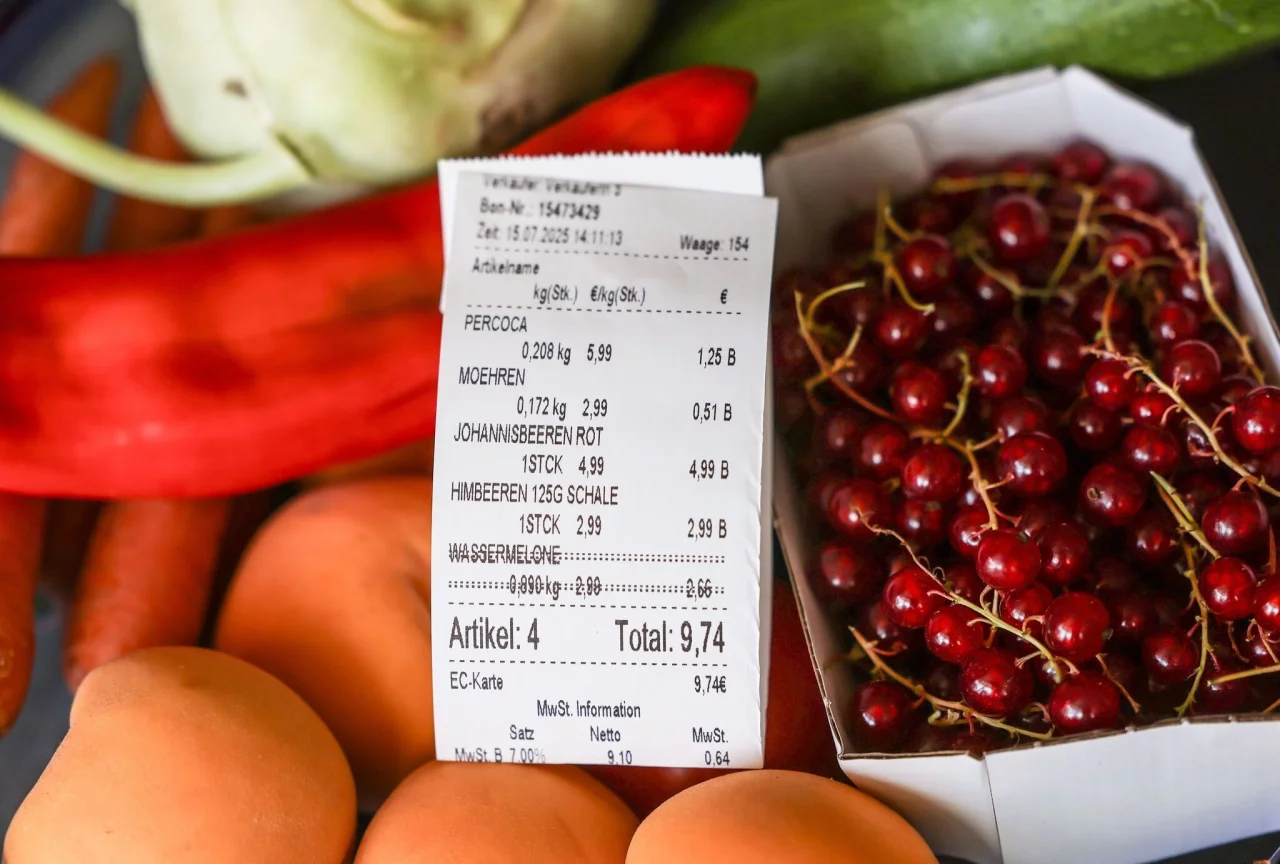 Verkäufer: Verkäuferin 3
Bon-Nr.: 15473429
Zeit: 15.07.2025 14:11:13 Waage: 154
Artikelname
kg(Stk.) €/kg(Stk.) €
PERCOCA
0,208 kg 5,99 1,25 B
MOEHREN
0,172 kg 2,99 0,51 B
JOHANNISBEEREN ROT
1STCK 4,99 4,99 B
HIMBEEREN 125G SCHALE
1STCK 2,99 2,99 B
WASSERMELONE
0,890 kg 2,99 2,66
Artikel: 4 Total: 9,74
EC-Karte 9,74€
MwSt. Information
Satz Netto MwSt.
MwSt. B 7.00% 9,10 0,64